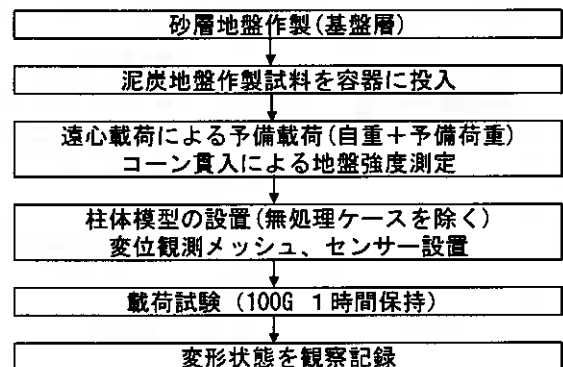 砂層地盤作製(基盤層)
泥炭地盤作製試料を容器に投入
遠心載荷による予備載荷(自重＋予備荷重)
コーン貫入による地盤強度測定
柱体模型の設置(無処理ケースを除く)
変位観測メッシュ、センサー設置
載荷試験 (100G 1時間保持)
変形状態を観察記録